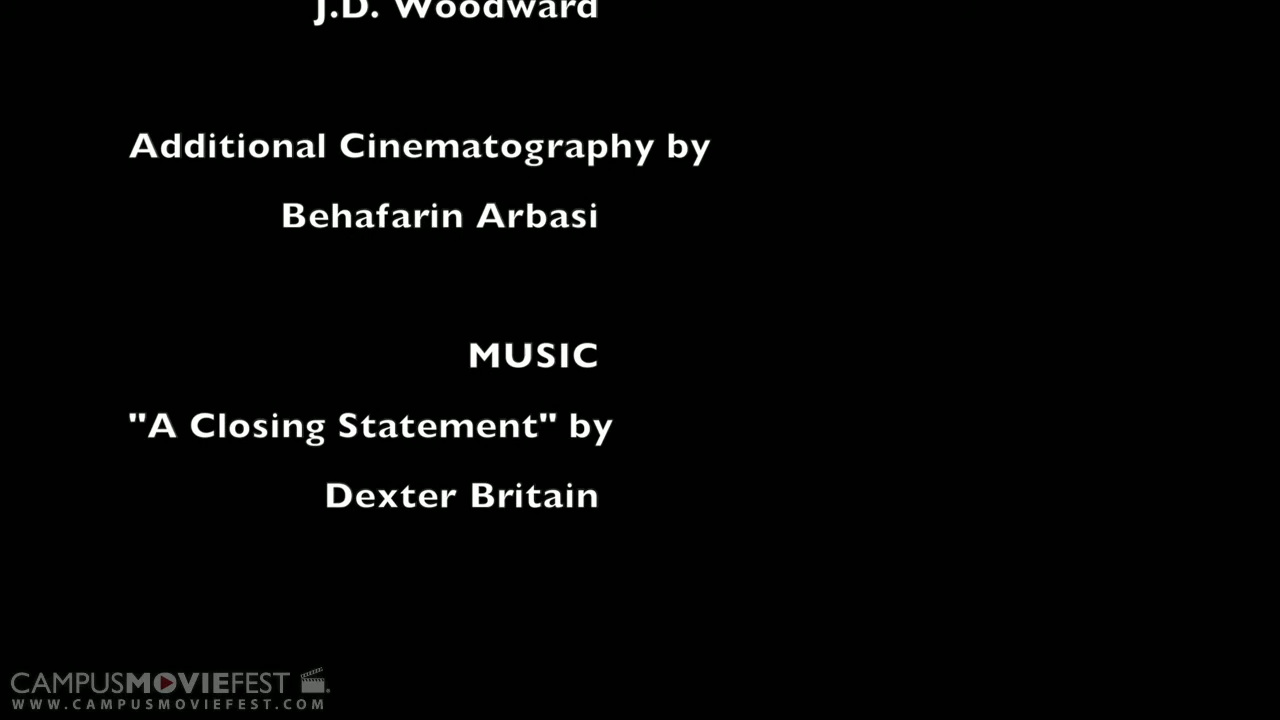 J.D. Woodward
Additional Cinematography by
Behafarin Arbasi
MUSIC
"A Closing Statement" by
Dexter Britain
CAMPUSMOVIEFEST
WWW.CAMPUSMOVIEFEST.COM